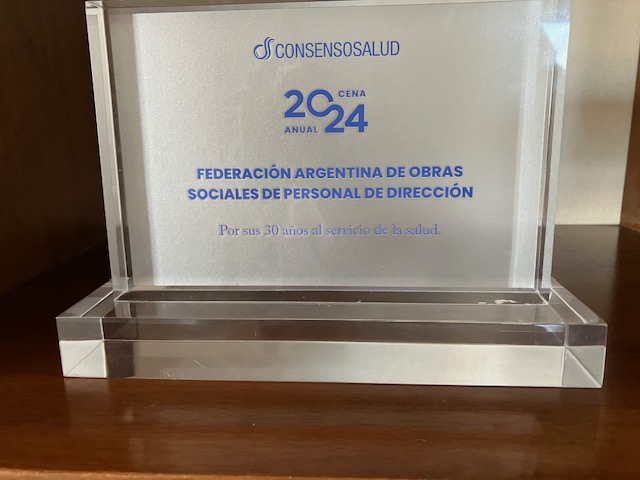 CONSENSOSALUD
2024 CENA
ANUAL
FEDERACIÓN ARGENTINA DE OBRAS
SOCIALES DE PERSONAL DE DIRECCIÓN
Por sus 30 años al servicio de la salud.